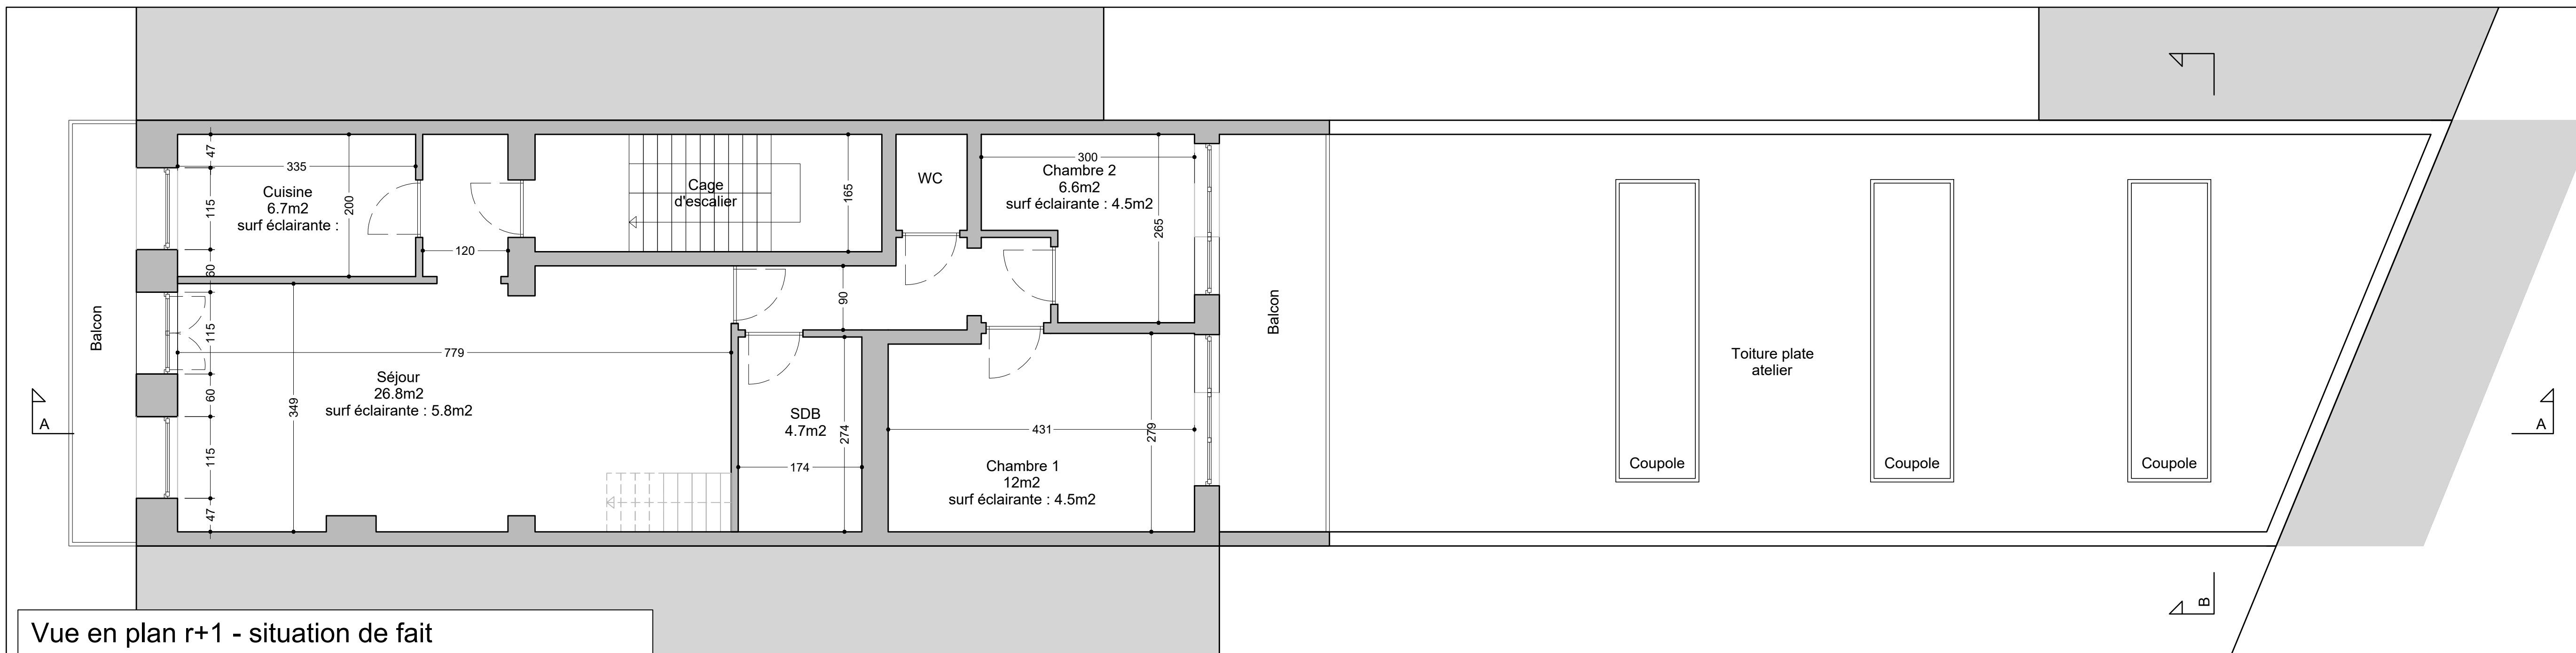 47
335
Cuisine
6.7m2
surf éclairante :
200
115
60
120
Cage
d'escalier
165
WC
300
Chambre 2
6.6m2
surf éclairante : 4.5m2
265
90
Balcon
115
779
Séjour
26.8m2
surf éclairante : 5.8m2
349
60
115
47
SDB
4.7m2
274
174
431
279
Chambre 1
12m2
surf éclairante : 4.5m2
Balcon
Toiture plate
atelier
Coupole
Coupole
Coupole
A
A
B
Vue en plan r+1 - situation de fait